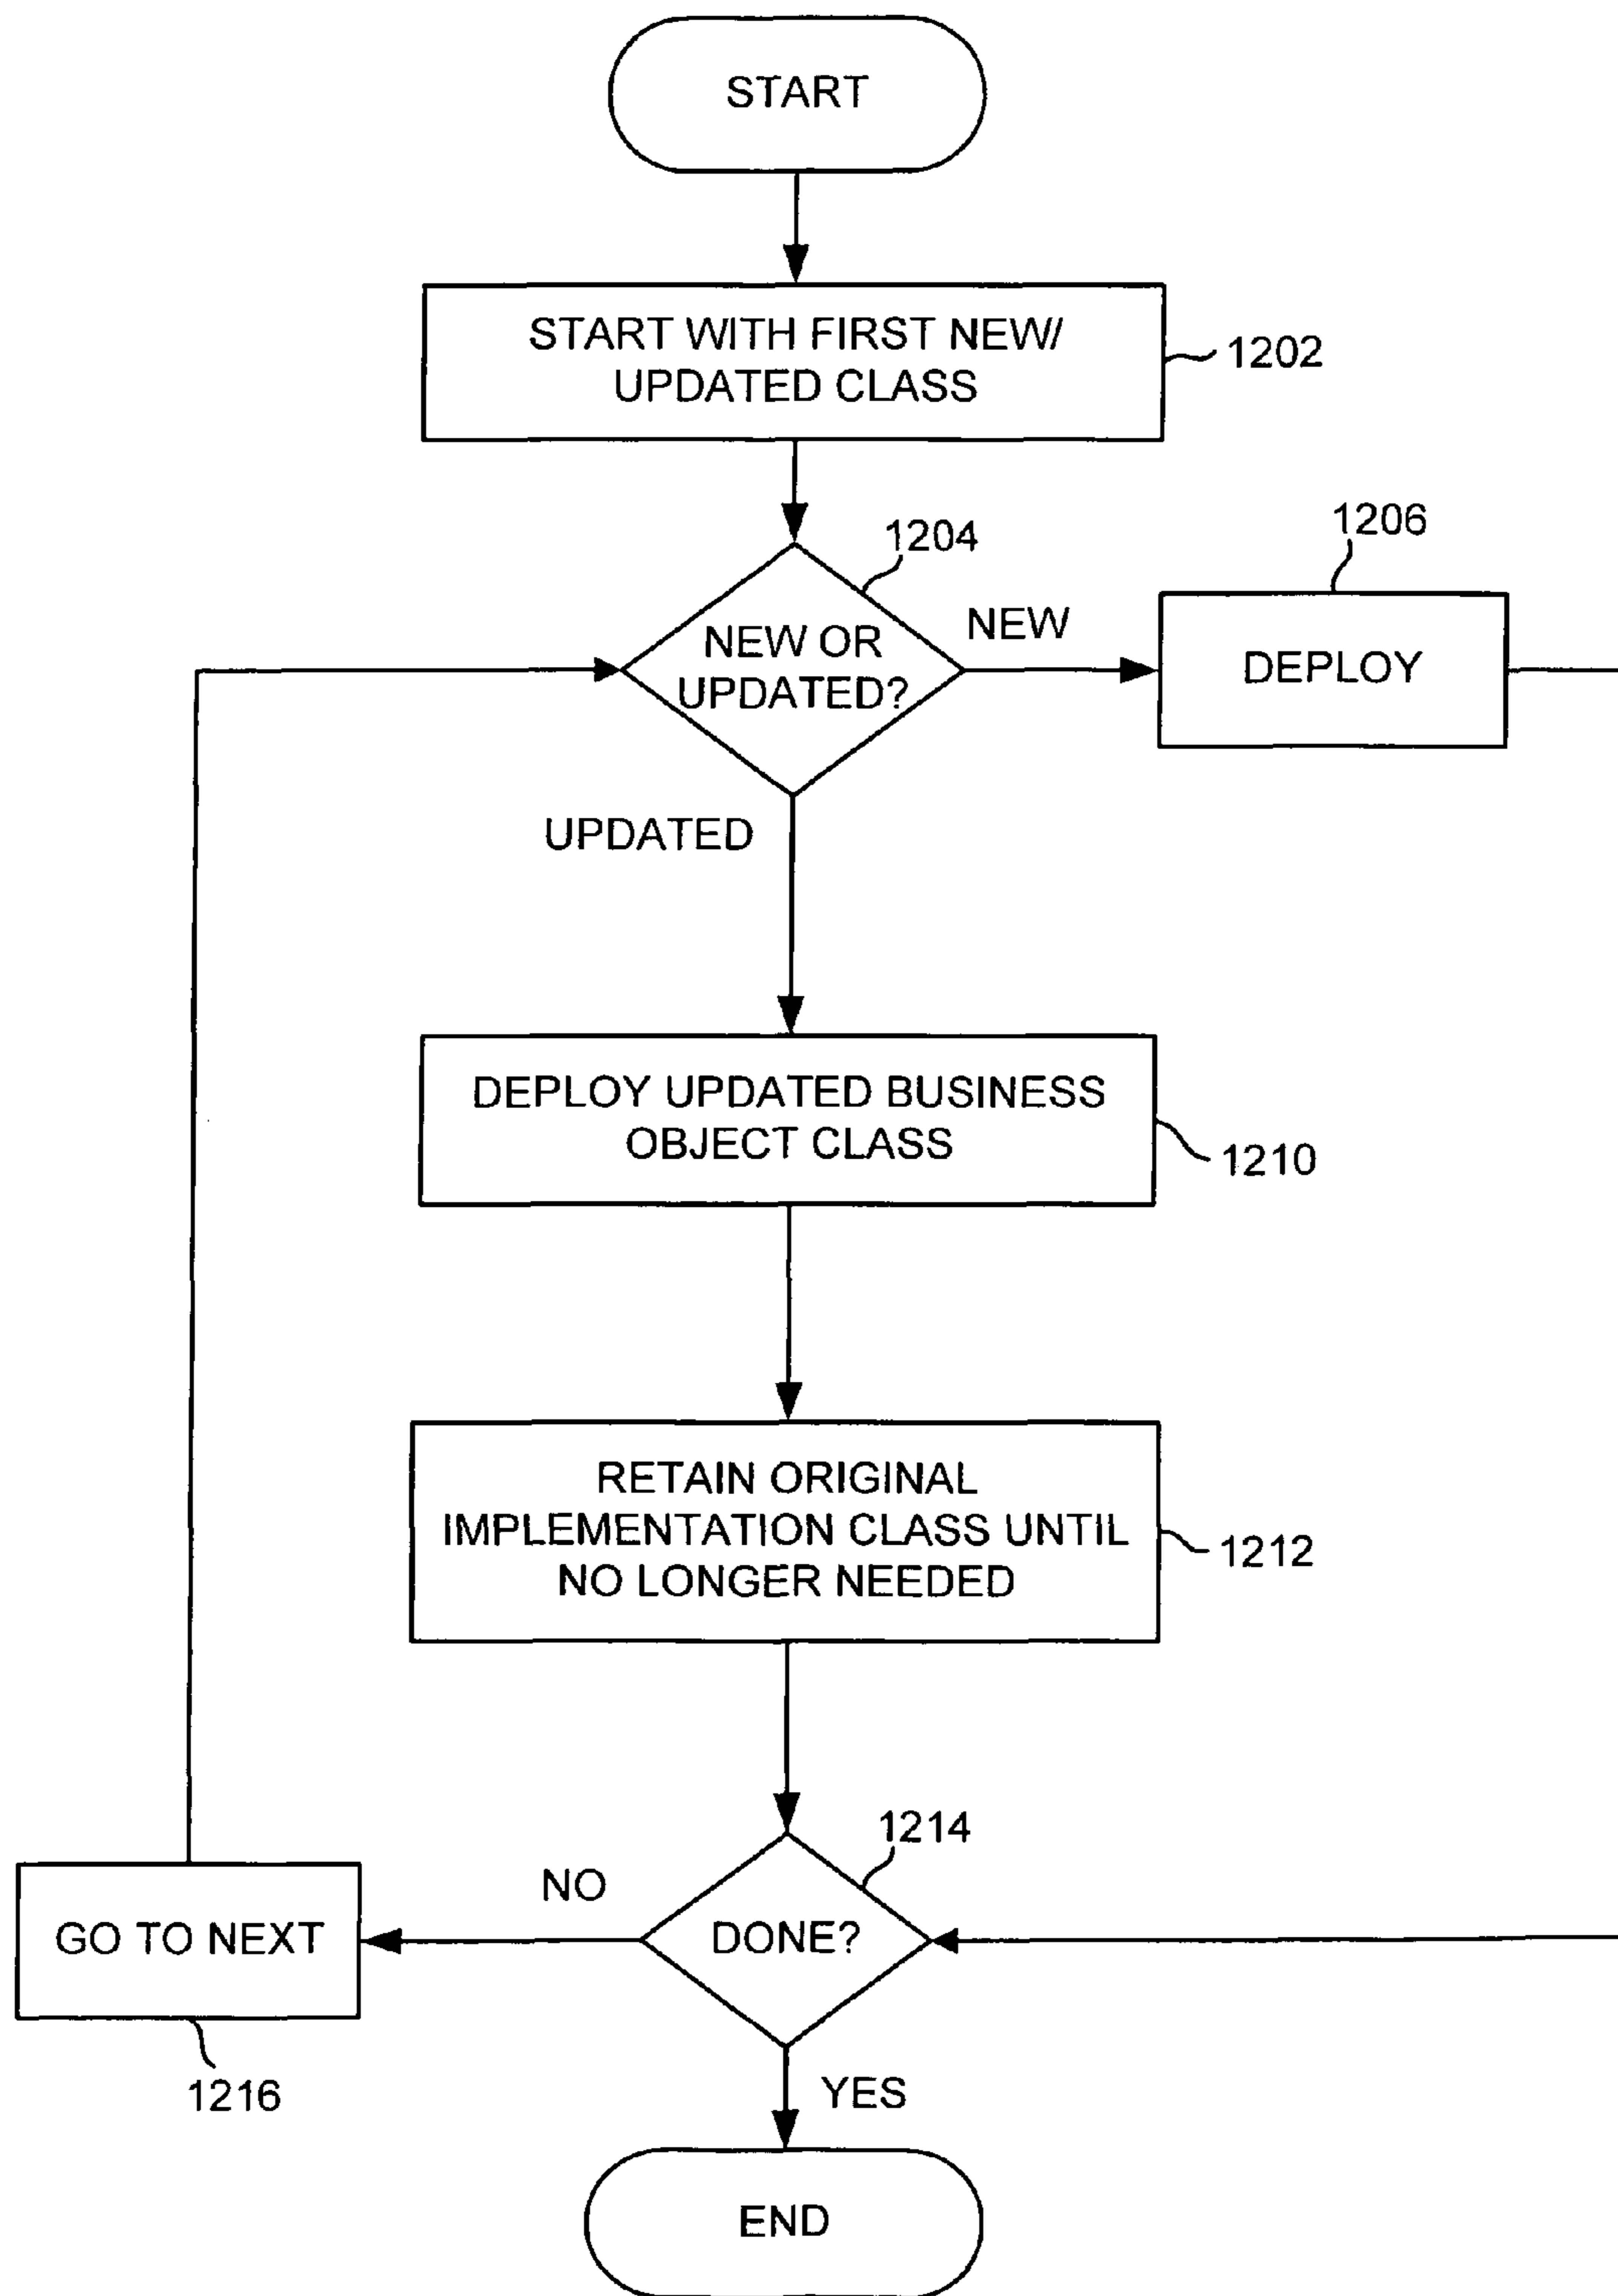 START
START WITH FIRST NEW/
UPDATED CLASS
1202
1204
1206
NEW OR
UPDATED?
NEW
DEPLOY
UPDATED
DEPLOY UPDATED BUSINESS
OBJECT CLASS
1210
RETAIN ORIGINAL
IMPLEMENTATION CLASS UNTIL
NO LONGER NEEDED
1212
1214
NO
GO TO NEXT
DONE?
1216
YES
END